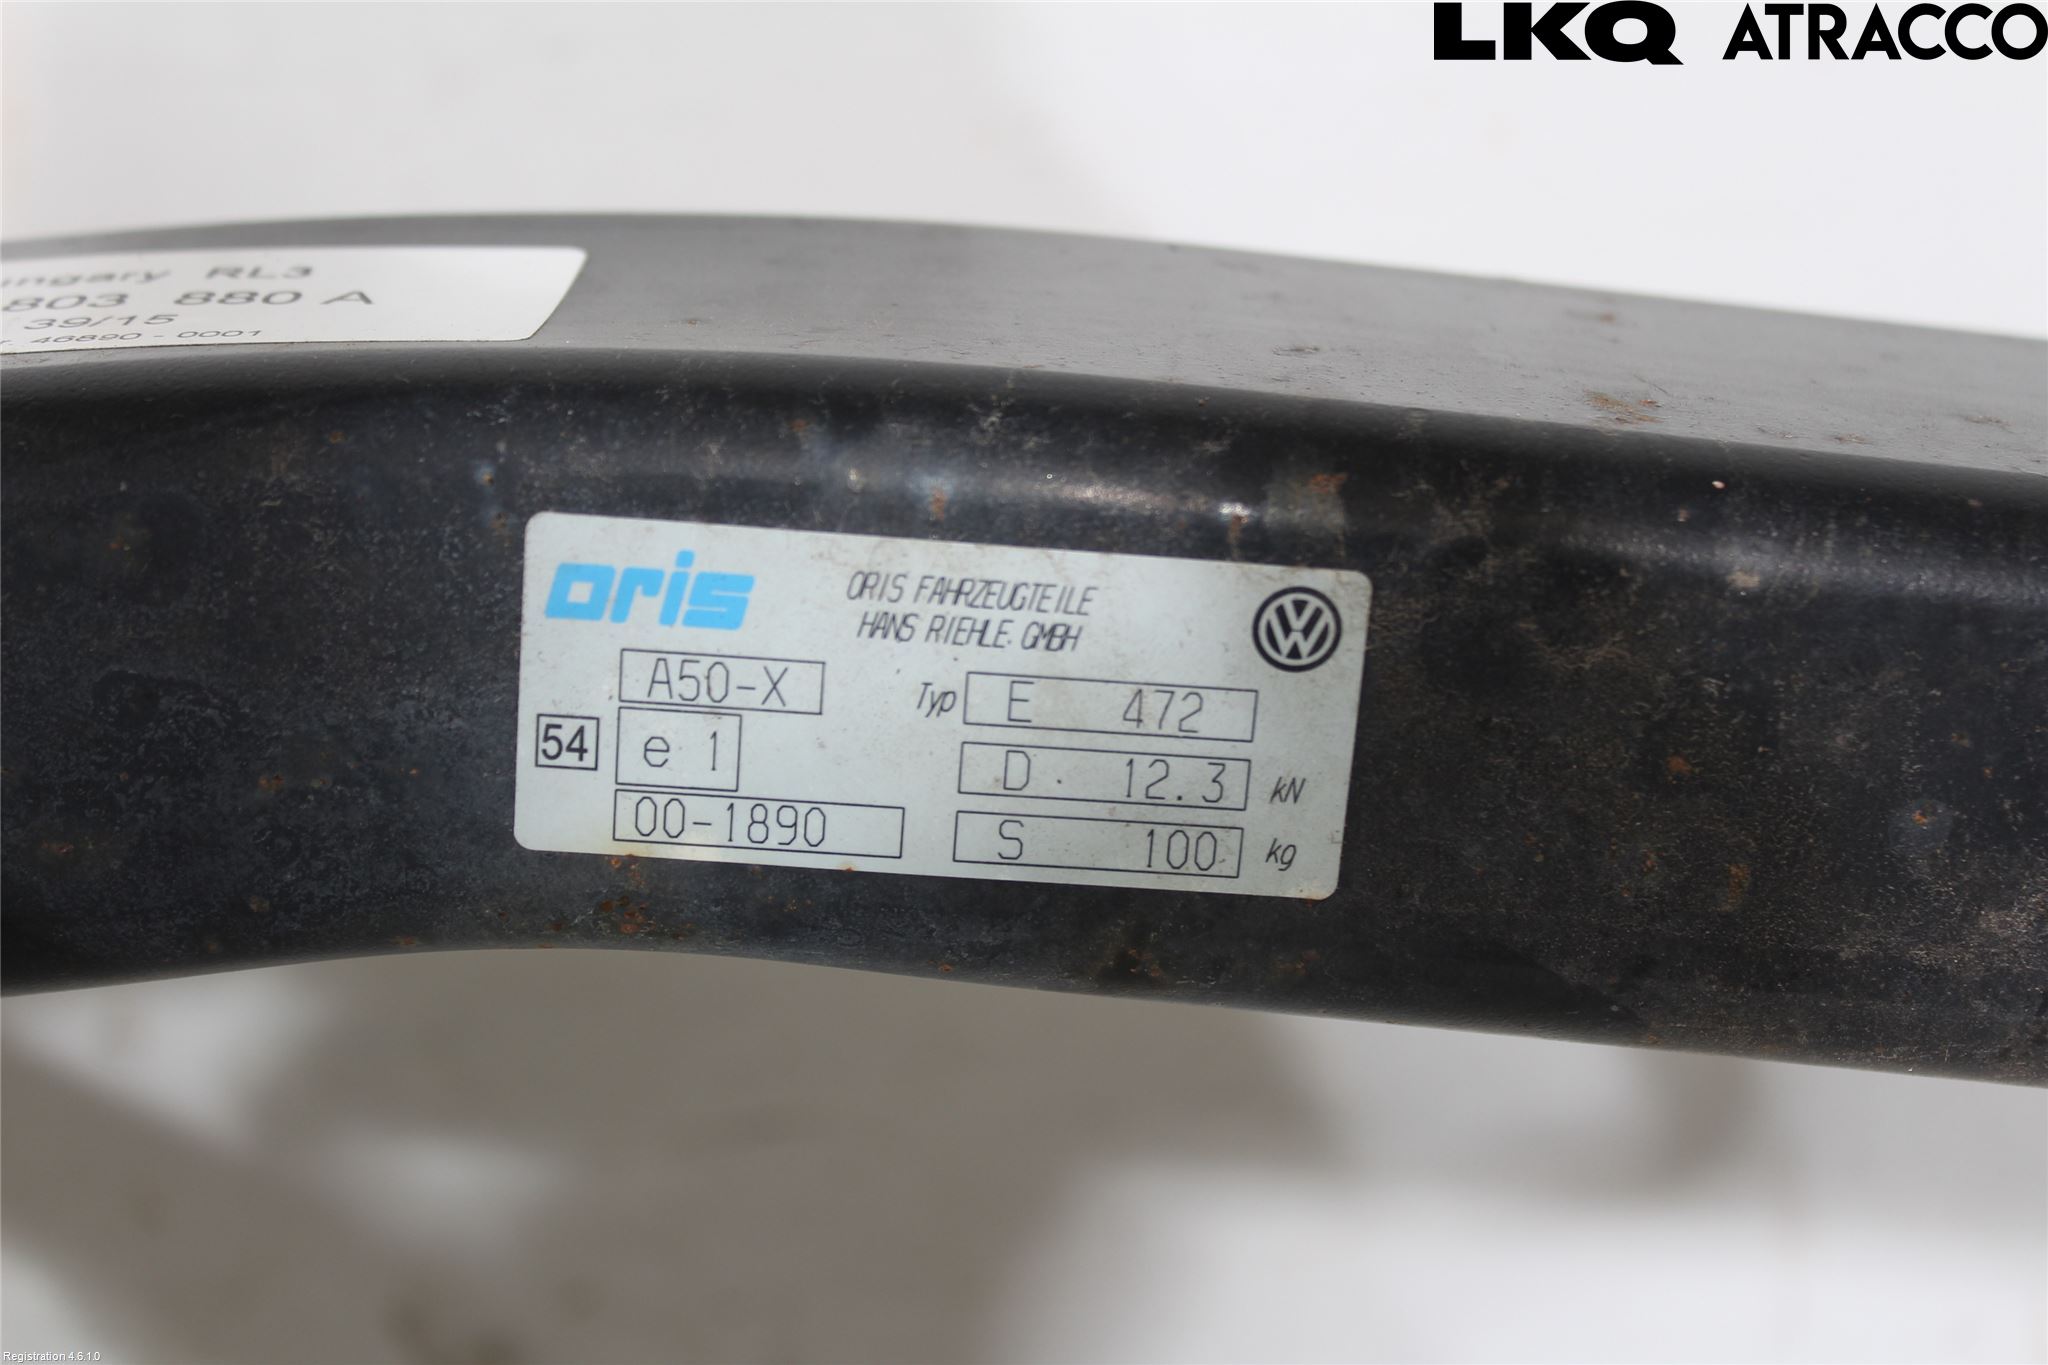 LKQ ATRACCO
RL3
803 880 A
39/15
46890 - 0001
oris
ORIS FAHRZEUGTEILE
HANS RIEHLE. GMBH
A50-X
Typ E 472
54
e 1
D. 12.3 kN
00-1890
S 100 kg
Registration 4.6.1.0